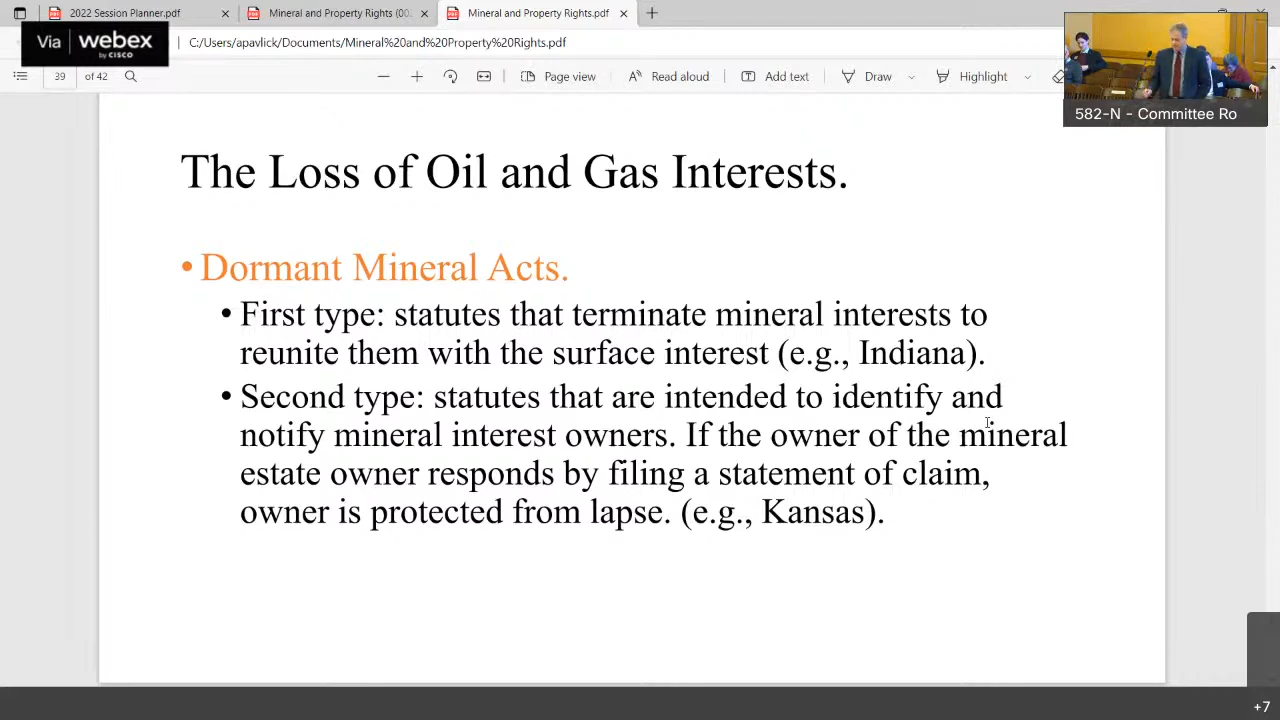 2022 Session Planner.pdf
Mineral and Property Rights (00
Mineral and Property Rights.pdf
Via webex
by CISCO
C:/Users/apavlick/Documents/Mineral%20and%20Property%20Rights.pdf
39 of 42
Page view
Read aloud
Add text
Draw
Highlight
582-N - Committee Ro
The Loss of Oil and Gas Interests.
• Dormant Mineral Acts.
• First type: statutes that terminate mineral interests to
reunite them with the surface interest (e.g., Indiana).
• Second type: statutes that are intended to identify and
notify mineral interest owners. If the owner of the mineral
estate owner responds by filing a statement of claim,
owner is protected from lapse. (e.g., Kansas).
+7